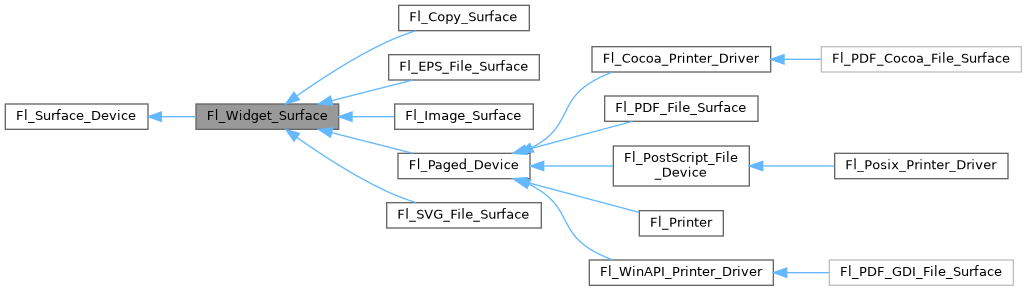 Fl_Surface_Device
Fl_Widget_Surface
Fl_Copy_Surface
Fl_EPS_File_Surface
Fl_Image_Surface
Fl_Paged_Device
Fl_SVG_File_Surface
Fl_Cocoa_Printer_Driver
Fl_PDF_File_Surface
Fl_PostScript_File
_Device
Fl_Printer
Fl_WinAPI_Printer_Driver
Fl_PDF_Cocoa_File_Surface
Fl_Posix_Printer_Driver
Fl_PDF_GDI_File_Surface